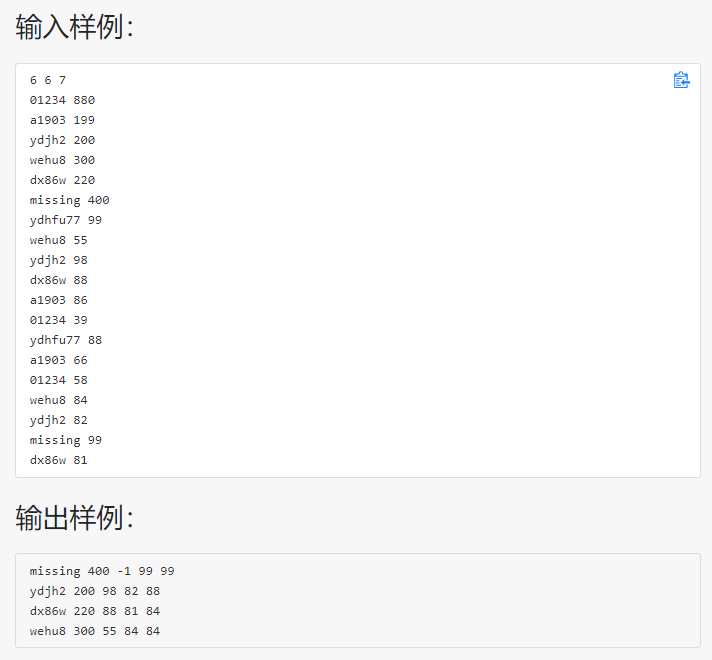 输入样例：
6 6 7
01234 880
a1903 199
ydjh2 200
wehu8 300
dx86w 220
missing 400
ydhfu77 99
wehu8 55
ydjh2 98
dx86w 88
a1903 86
01234 39
ydhfu77 88
a1903 66
01234 58
wehu8 84
ydjh2 82
missing 99
dx86w 81
输出样例：
missing 400 -1 99 99
ydjh2 200 98 82 88
dx86w 220 88 81 84
wehu8 300 55 84 84